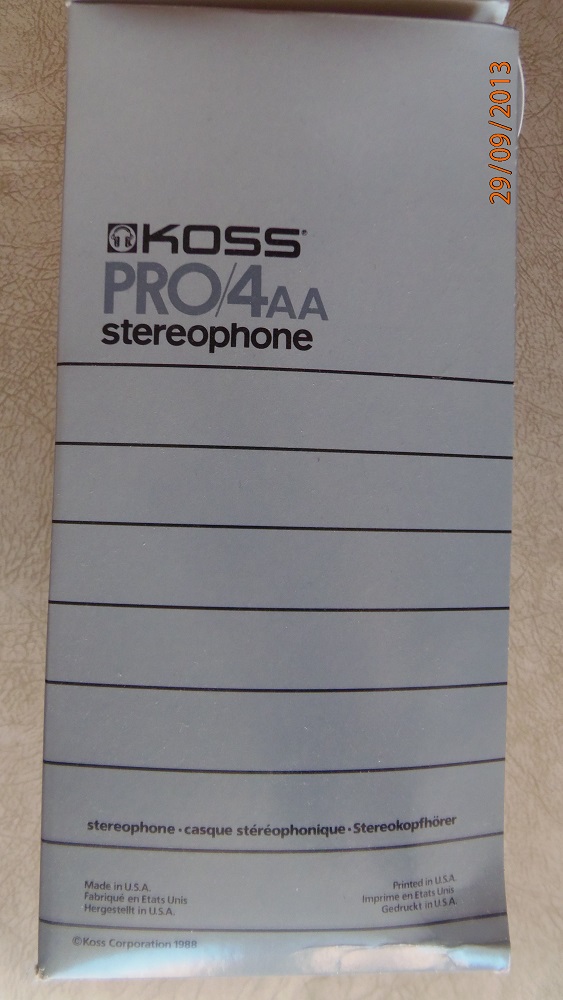 29/09/2013
KOSS®
PRO/4AA
stereophone
stereophone • casque stéréophonique • Stereokopfhörer
Made in U.S.A.
Fabriqué en Etats Unis
Hergestellt in U.S.A.
Printed in U.S.A.
Imprime en Etats Unis
Gedruckt in U.S.A.
©Koss Corporation 1988